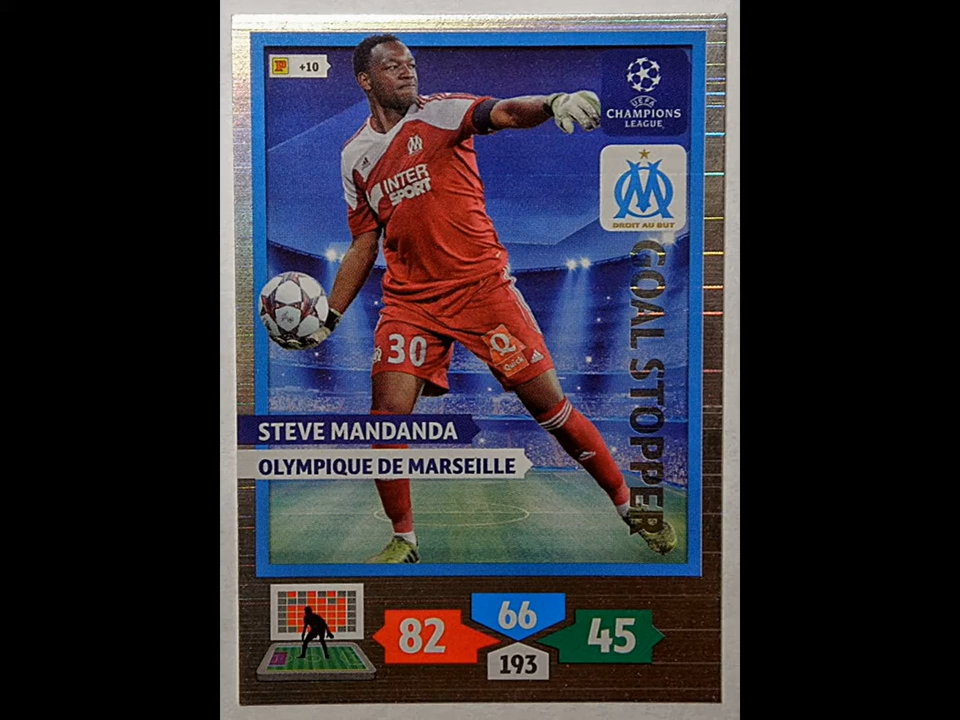 P +10
UEFA
CHAMPIONS
LEAGUE
DROIT AU BUT
GOAL STOPPER
INTER
SPORT
30
Q
Quick
STEVE MANDANDA
OLYMPIQUE DE MARSEILLE
82
66
45
193